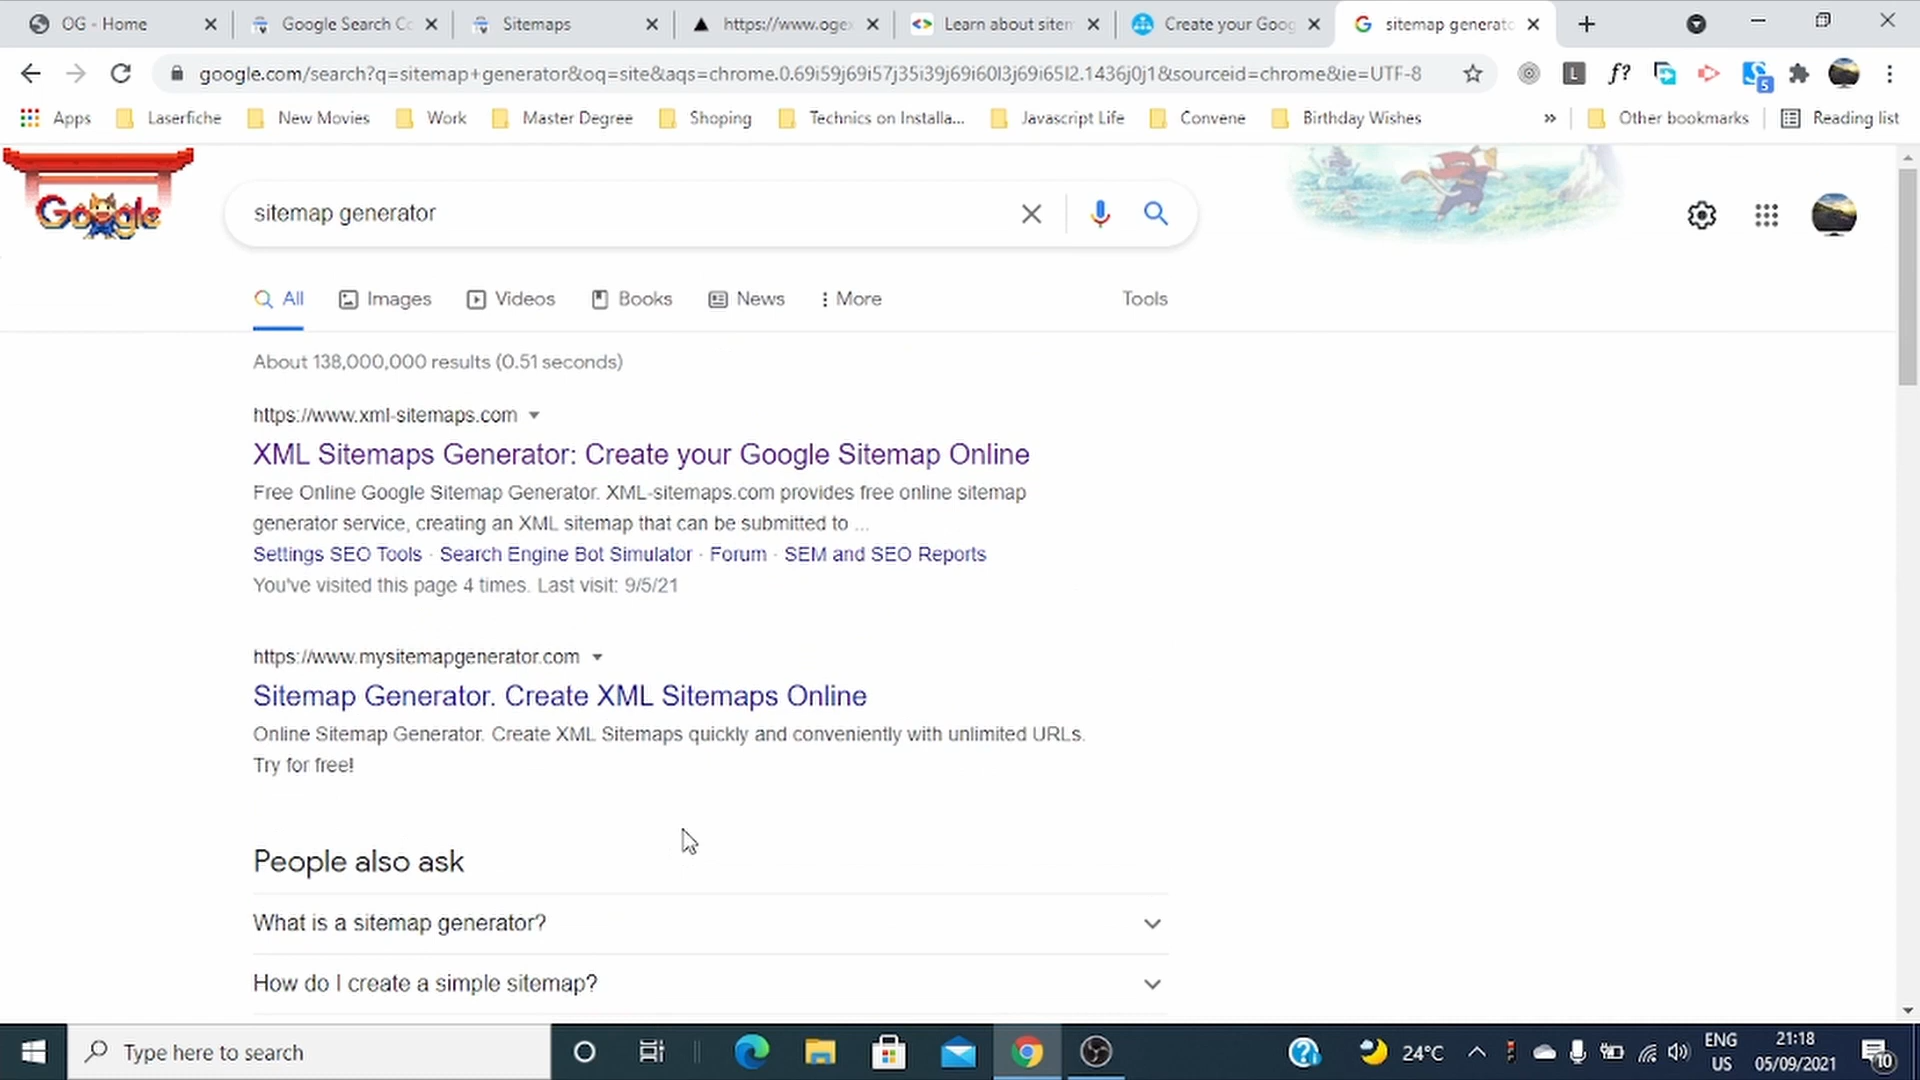 OG - Home
Google Search Co
Sitemaps
https://www.oge
Learn about sitem
Create your Goog
sitemap generato
google.com/search?q=sitemap+generator&oq=site&aqs=chrome.0.69i59j69i57j35i39j69i60l3j69i65l2.1436j0j1&sourceid=chrome&ie=UTF-8
L
f?
5
Apps
Laserfiche
New Movies
Work
Master Degree
Shoping
Technics on Installa...
Javascript Life
Convene
Birthday Wishes
»
Other bookmarks
Reading list
Google
sitemap generator
All
Images
Videos
Books
News
More
Tools
About 138,000,000 results (0.51 seconds)
https://www.xml-sitemaps.com
XML Sitemaps Generator: Create your Google Sitemap Online
Free Online Google Sitemap Generator. XML-sitemaps.com provides free online sitemap
generator service, creating an XML sitemap that can be submitted to ...
Settings SEO Tools · Search Engine Bot Simulator · Forum · SEM and SEO Reports
You've visited this page 4 times. Last visit: 9/5/21
https://www.mysitemapgenerator.com
Sitemap Generator. Create XML Sitemaps Online
Online Sitemap Generator. Create XML Sitemaps quickly and conveniently with unlimited URLs.
Try for free!
People also ask
What is a sitemap generator?
How do I create a simple sitemap?
Type here to search
24°C
ENG
US
21:18
05/09/2021
10